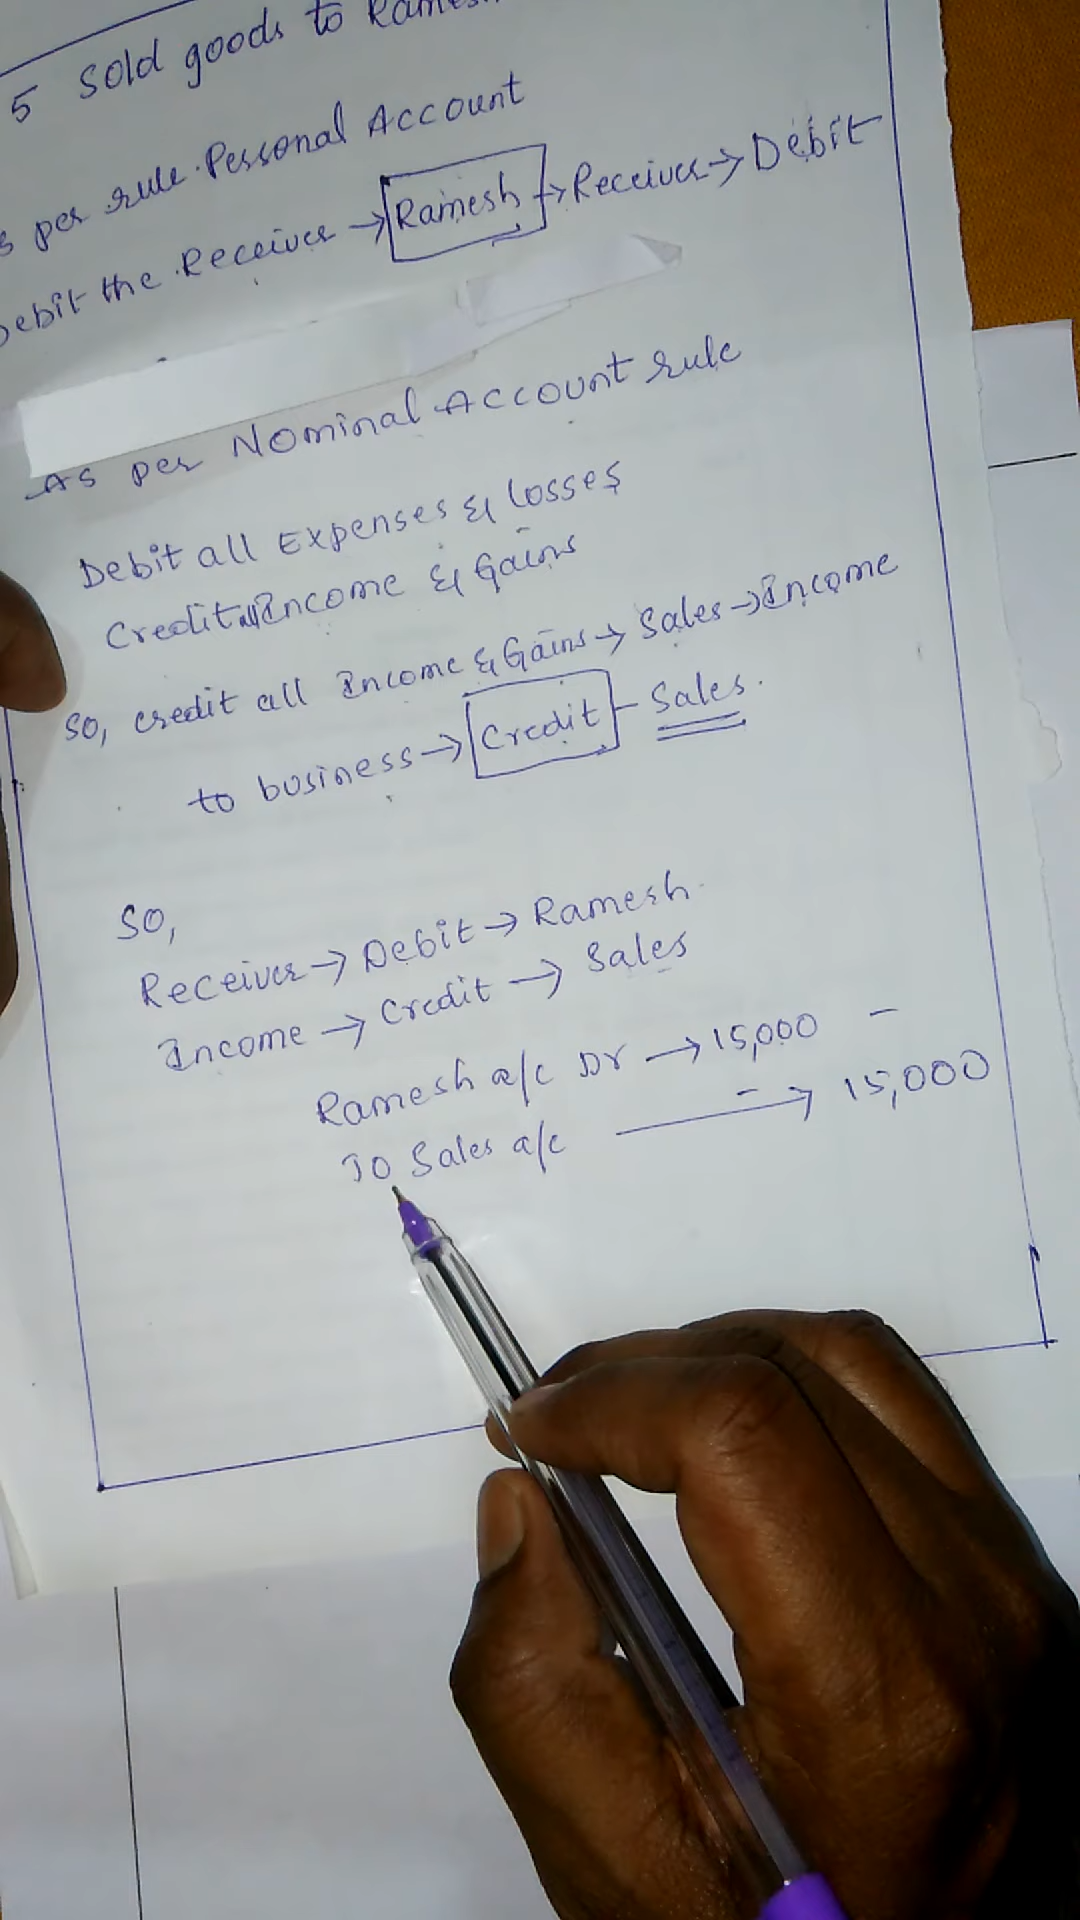 5 Sold goods to
per rule Personal Account
Debit the Receiver → Ramesh → Receiver → Debit
As per Nominal Account rule
Debit all Expenses & losses
Credit all Income & Gains
So, credit all Income & Gains → Sales → Income
to business → Credit - Sales.
So,
Receiver → Debit → Ramesh
Income → Credit → Sales
Ramesh a/c Dr → 15,000 -
To Sales a/c - → 15,000